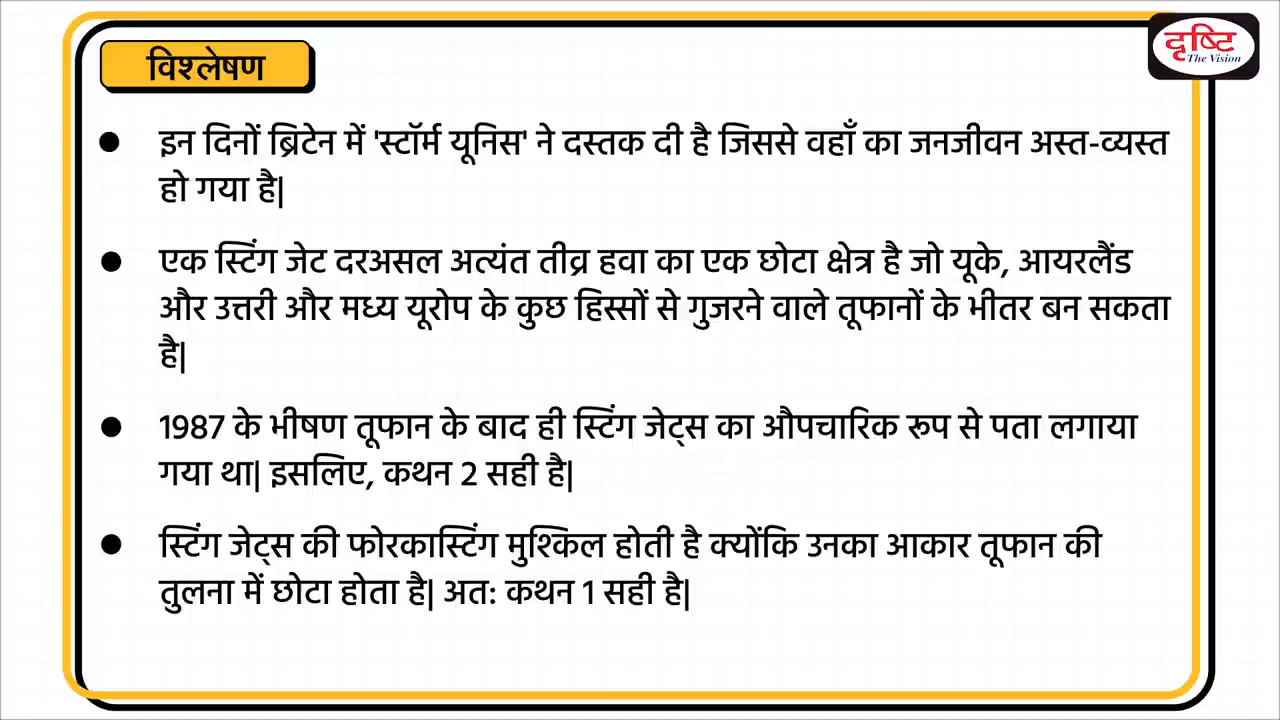 विश्लेषण
दृष्टि
The Vision
● इन दिनों ब्रिटेन में 'स्टॉर्म यूनिस' ने दस्तक दी है जिससे वहाँ का जनजीवन अस्त-व्यस्त
हो गया है|
● एक स्टिंग जेट दरअसल अत्यंत तीव्र हवा का एक छोटा क्षेत्र है जो यूके, आयरलैंड
और उत्तरी और मध्य यूरोप के कुछ हिस्सों से गुजरने वाले तूफानों के भीतर बन सकता
है|
● 1987 के भीषण तूफान के बाद ही स्टिंग जेट्स का औपचारिक रूप से पता लगाया
गया था| इसलिए, कथन 2 सही है|
● स्टिंग जेट्स की फोरकास्टिंग मुश्किल होती है क्योंकि उनका आकार तूफान की
तुलना में छोटा होता है| अत: कथन 1 सही है|